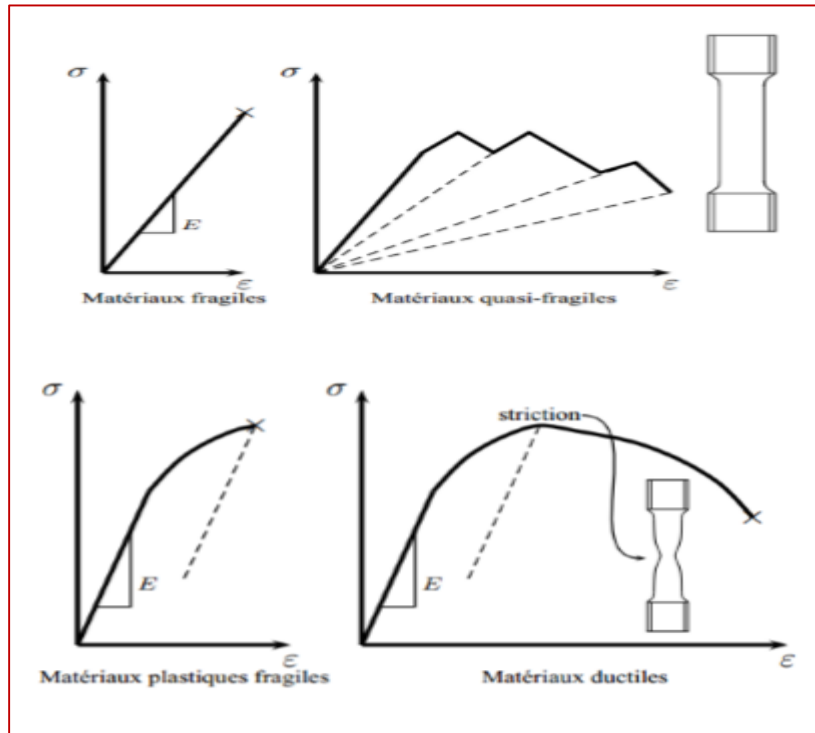 σ
σ
E
ε
ε
Matériaux fragiles
Matériaux quasi-fragiles
σ
σ
striction
E
E
ε
ε
Matériaux plastiques fragiles
Matériaux ductiles